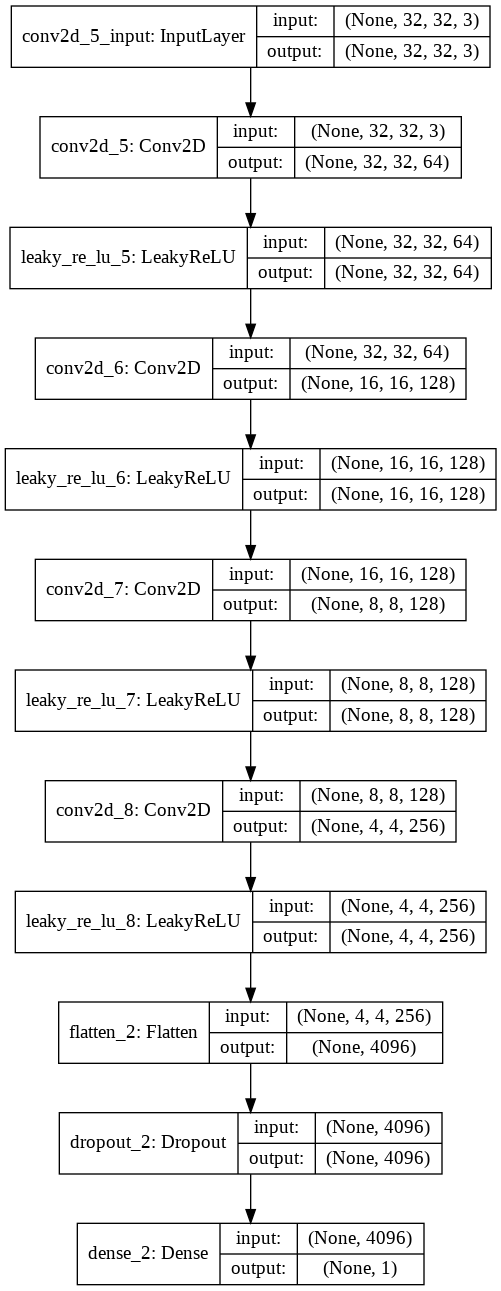 conv2d_5_input: InputLayer
input: (None, 32, 32, 3)
output: (None, 32, 32, 3)
conv2d_5: Conv2D
input: (None, 32, 32, 3)
output: (None, 32, 32, 64)
leaky_re_lu_5: LeakyReLU
input: (None, 32, 32, 64)
output: (None, 32, 32, 64)
conv2d_6: Conv2D
input: (None, 32, 32, 64)
output: (None, 16, 16, 128)
leaky_re_lu_6: LeakyReLU
input: (None, 16, 16, 128)
output: (None, 16, 16, 128)
conv2d_7: Conv2D
input: (None, 16, 16, 128)
output: (None, 8, 8, 128)
leaky_re_lu_7: LeakyReLU
input: (None, 8, 8, 128)
output: (None, 8, 8, 128)
conv2d_8: Conv2D
input: (None, 8, 8, 128)
output: (None, 4, 4, 256)
leaky_re_lu_8: LeakyReLU
input: (None, 4, 4, 256)
output: (None, 4, 4, 256)
flatten_2: Flatten
input: (None, 4, 4, 256)
output: (None, 4096)
dropout_2: Dropout
input: (None, 4096)
output: (None, 4096)
dense_2: Dense
input: (None, 4096)
output: (None, 1)